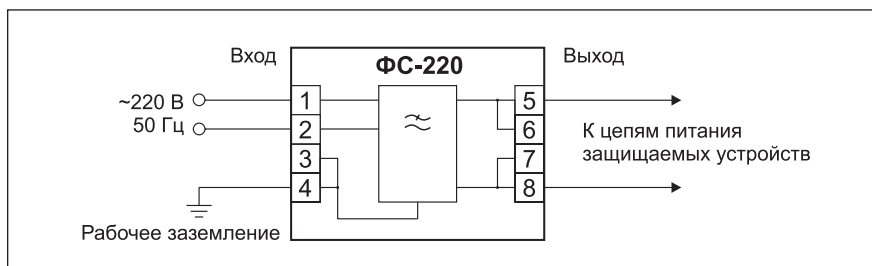 Вход
ФС-220
Выход
~220 В
50 Гц
1
2
3
4
5
6
7
8
К цепям питания
защищаемых устройств
Рабочее заземление